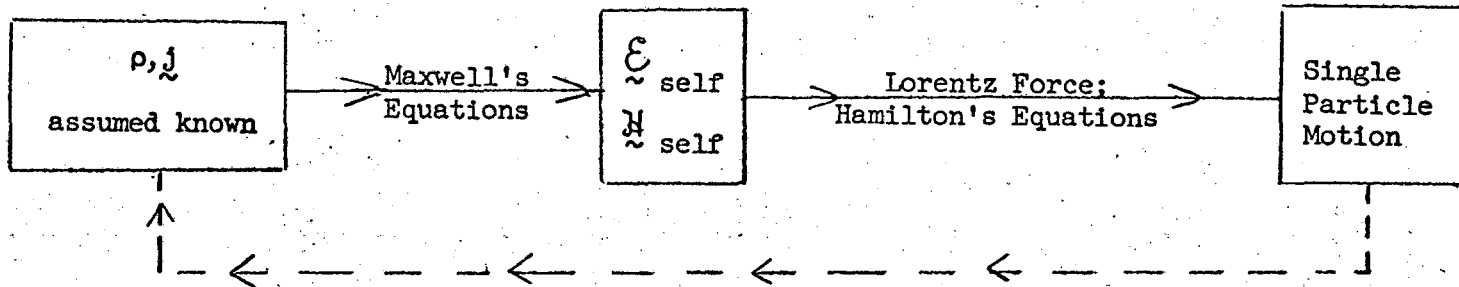 ρ, j
assumed known
Maxwell's
Equations
ℰ self
ℋ self
Lorentz Force;
Hamilton's Equations
Single
Particle
Motion